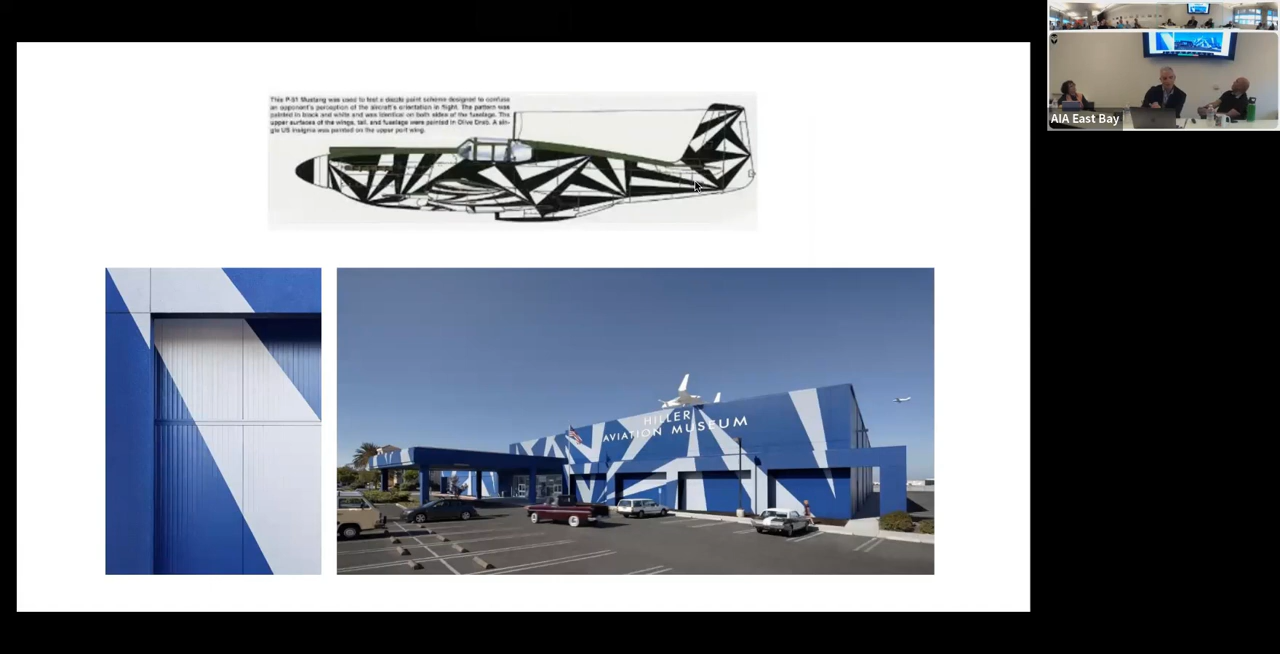 This P-51 Mustang was used to test a dazzle paint scheme designed to confuse
an opponent's perception of the aircraft's orientation in flight. The pattern was
painted in black and white and was identical on both sides of the fuselage. The
upper surfaces of the wings, tail, and fuselage were painted in Olive Drab. A sin-
gle US insignia was painted on the upper port wing.
HILLER
AVIATION MUSEUM
AIA East Bay